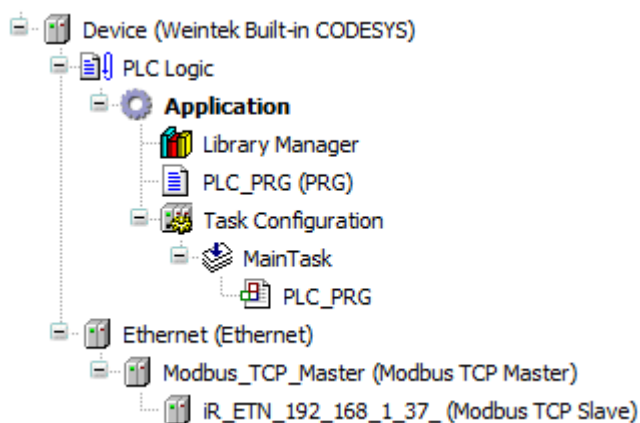 Device (Weintek Built-in CODESYS)
PLC Logic
Application
Library Manager
PLC_PRG (PRG)
Task Configuration
MainTask
PLC_PRG
Ethernet (Ethernet)
Modbus_TCP_Master (Modbus TCP Master)
iR_ETN_192_168_1_37_ (Modbus TCP Slave)